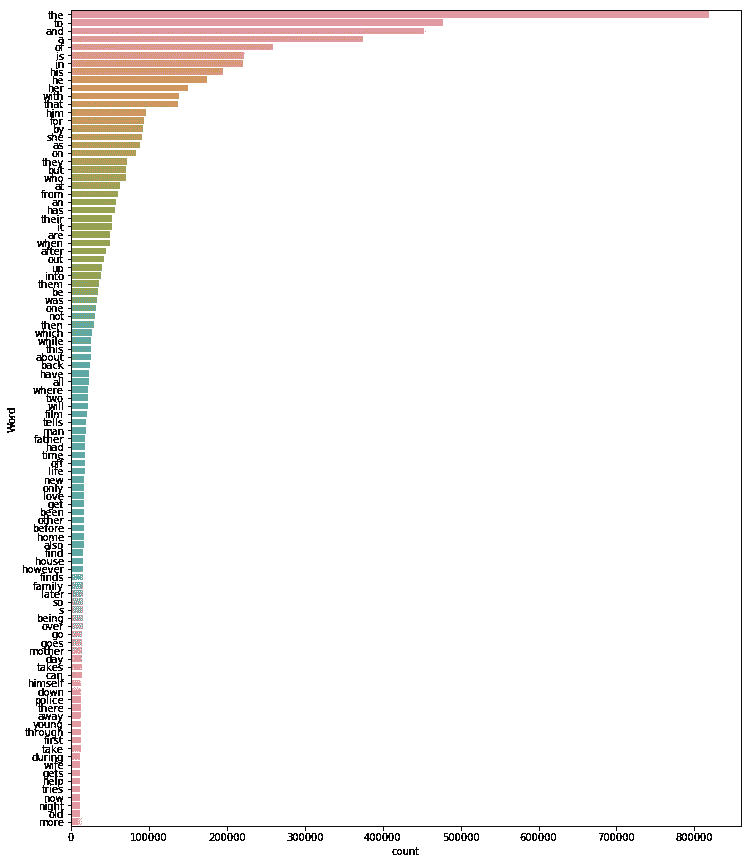 the
to
and
a
of
is
in
his
he
her
with
that
him
for
by
she
as
on
they
but
who
at
from
an
has
their
it
are
when
after
out
up
into
them
be
was
one
not
then
which
while
this
about
back
have
all
where
two
will
film
tells
man
father
had
time
off
life
new
only
love
get
been
other
before
home
also
find
house
however
finds
family
later
so
s
being
over
go
goes
mother
day
takes
can
himself
down
police
there
away
young
through
first
take
during
wife
gets
help
tries
now
night
old
more
Word
0 100000 200000 300000 400000 500000 600000 700000 800000
count